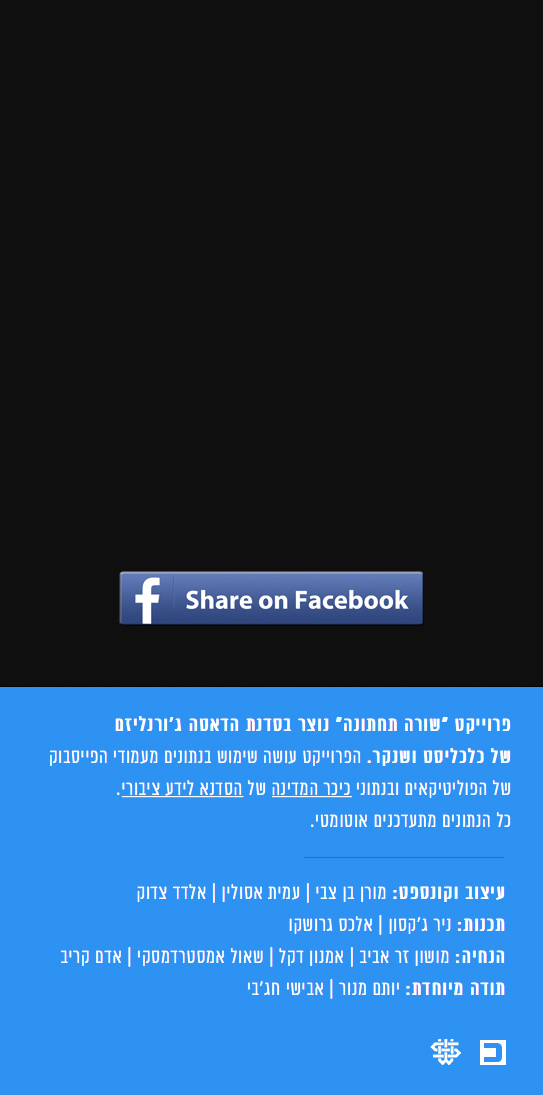 Share on Facebook
פרוייקט "שורה תחתונה" נוצר בסדנת הדאטה ג'ורנליזם
של כלכליסט ושנקר. הפרוייקט עושה שימוש בנתונים מעמודי הפייסבוק
של הפוליטיקאים ובנתוני כיכר המדינה של הסדנא לידע ציבורי.
כל הנתונים מתעדכנים אוטומטי.
עיצוב וקונספט: מורן בן צבי | עמית אסולין | אלדד צדוק
תכנות: ניר ג'קסון | אלכס גרושקו
הנחיה: מושון זר אביב | אמנון דקל | שאול אמסטרדמסקי | אדם קריב
תודה מיוחדת: יותם מנור | אבישי חג'בי